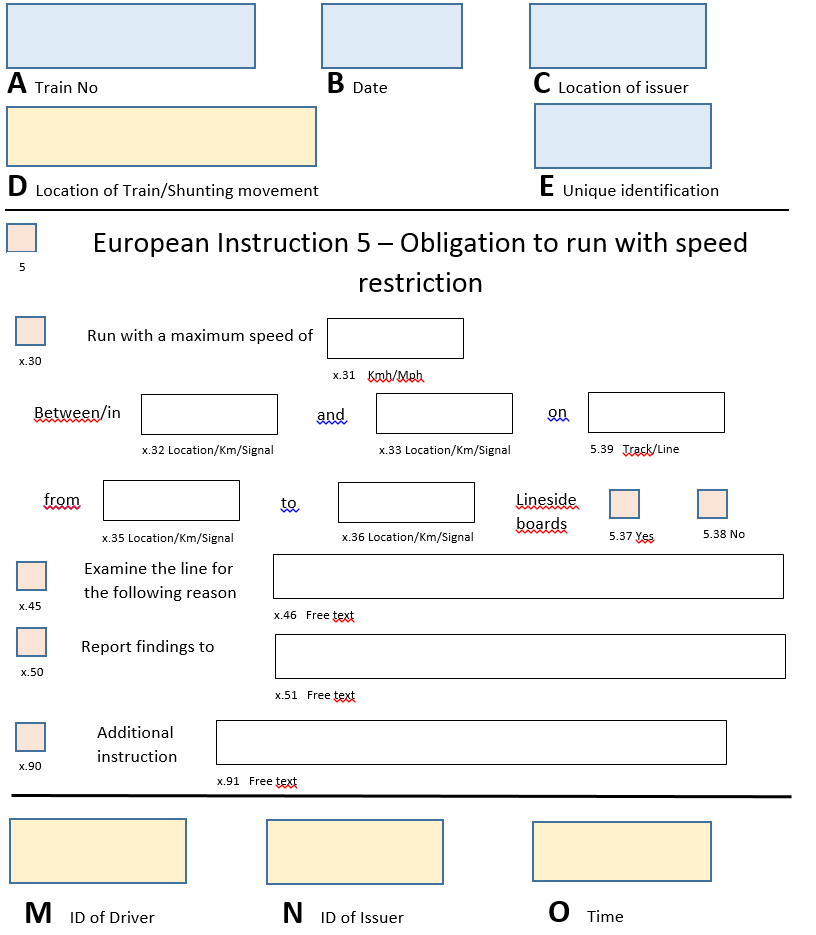 A Train No B Date C Location of issuer
D Location of Train/Shunting movement E Unique identification
European Instruction 5 – Obligation to run with speed
restriction
5
Run with a maximum speed of
x.30
x.31 Kmh/Mph
Between/in and on
x.32 Location/Km/Signal x.33 Location/Km/Signal 5.39 Track/Line
from to Lineside
boards
x.35 Location/Km/Signal x.36 Location/Km/Signal 5.37 Yes 5.38 No
Examine the line for
the following reason
x.45
x.46 Free text
Report findings to
x.50
x.51 Free text
Additional
instruction
x.90
x.91 Free text
M ID of Driver N ID of Issuer O Time